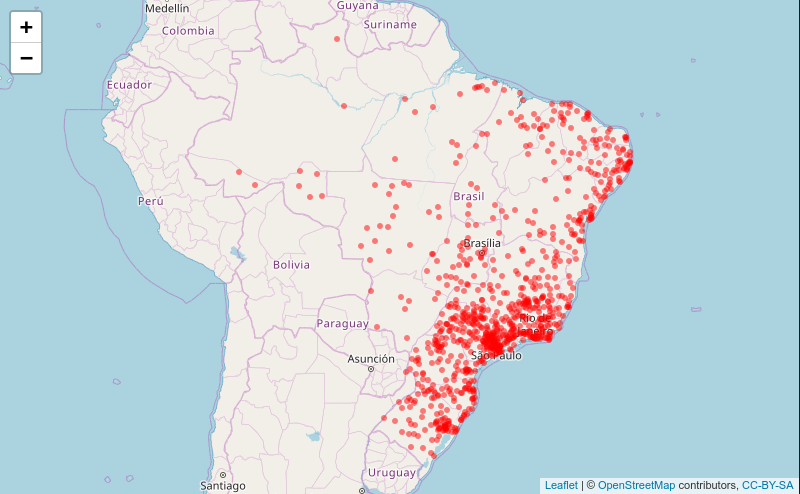 +
−
Medellín
Guyana
Suriname
Colombia
Ecuador
Perú
Brasil
Brasília
Bolivia
Rio de
Janeiro
Paraguay
São Paulo
Asunción
Uruguay
Santiago
Leaflet | © OpenStreetMap contributors, CC-BY-SA